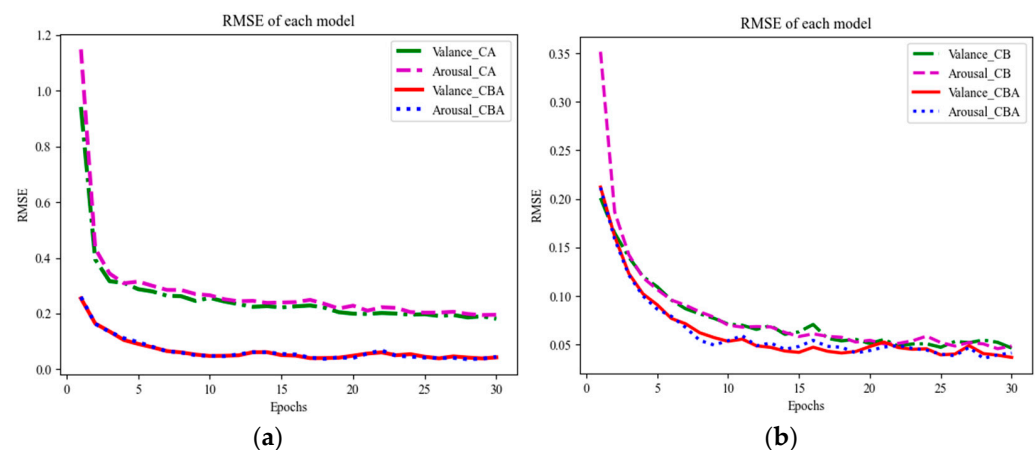 RMSE of each model
1.2
1.0
0.8
0.6
0.4
0.2
0.0
RMSE
Valance_CA
Arousal_CA
Valance_CBA
Arousal_CBA
0 5 10 15 20 25 30
Epochs
(a)
RMSE of each model
0.35
0.30
0.25
0.20
0.15
0.10
0.05
RMSE
Valance_CB
Arousal_CB
Valance_CBA
Arousal_CBA
0 5 10 15 20 25 30
Epochs
(b)